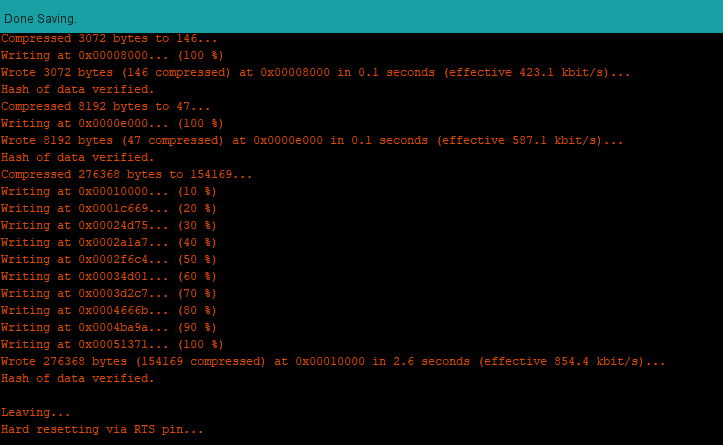 Done Saving.
Compressed 3072 bytes to 146...
Writing at 0x00008000... (100 %)
Wrote 3072 bytes (146 compressed) at 0x00008000 in 0.1 seconds (effective 423.1 kbit/s)...
Hash of data verified.
Compressed 8192 bytes to 47...
Writing at 0x0000e000... (100 %)
Wrote 8192 bytes (47 compressed) at 0x0000e000 in 0.1 seconds (effective 587.1 kbit/s)...
Hash of data verified.
Compressed 276368 bytes to 154169...
Writing at 0x00010000... (10 %)
Writing at 0x0001c669... (20 %)
Writing at 0x00024d75... (30 %)
Writing at 0x0002a1a7... (40 %)
Writing at 0x0002f6c4... (50 %)
Writing at 0x00034d01... (60 %)
Writing at 0x0003d2c7... (70 %)
Writing at 0x0004666b... (80 %)
Writing at 0x0004ba9a... (90 %)
Writing at 0x00051371... (100 %)
Wrote 276368 bytes (154169 compressed) at 0x00010000 in 2.6 seconds (effective 854.4 kbit/s)...
Hash of data verified.
Leaving...
Hard resetting via RTS pin...